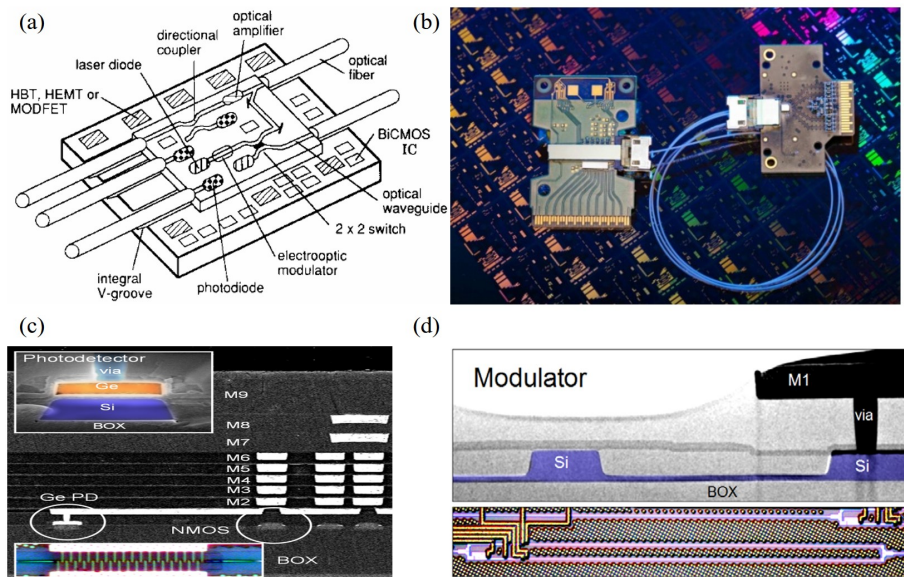 (a)
optical
amplifier
directional
coupler
laser diode
optical
fiber
HBT, HEMT or
MODFET
BiCMOS
IC
optical
waveguide
2 x 2 switch
electrooptic
modulator
photodiode
integral
V-groove
(b)
(c)
Photodetector
via
Ge
Si
BOX
M9
M8
M7
M6
M5
M4
M3
M2
Ge PD
NMOS
BOX
(d)
Modulator
M1
via
Si
Si
BOX